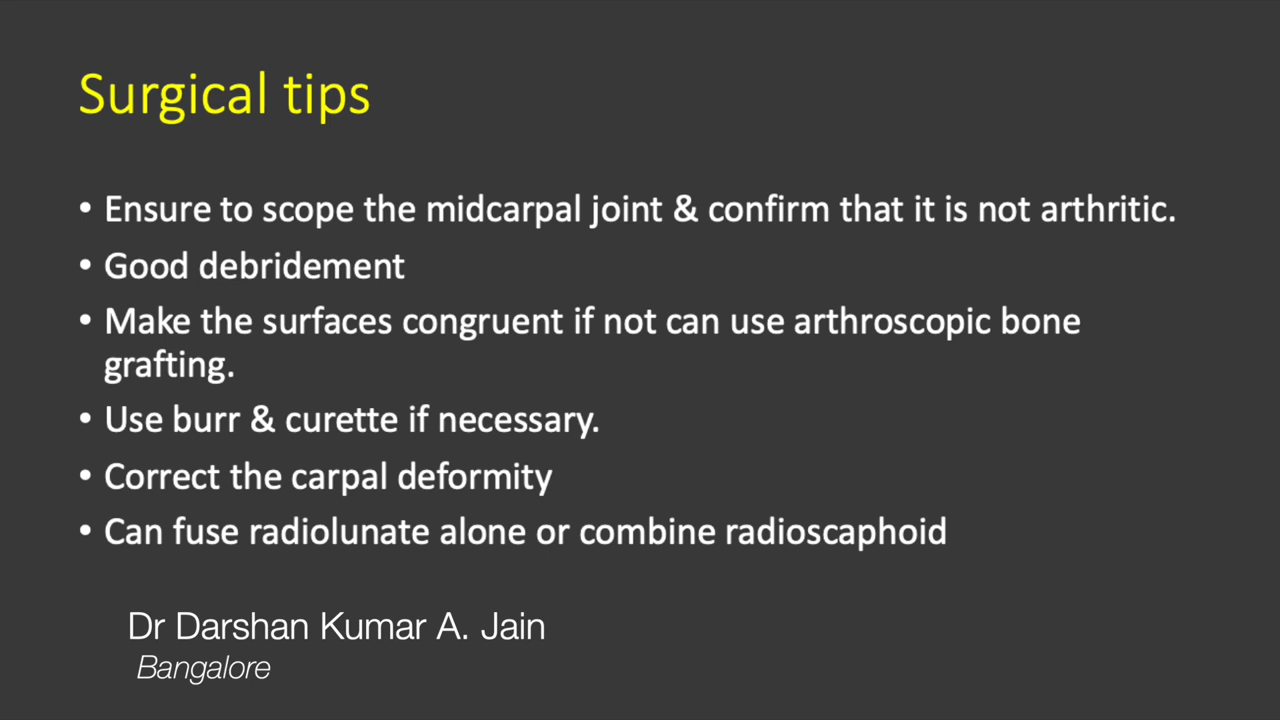 Surgical tips
• Ensure to scope the midcarpal joint & confirm that it is not arthritic.
• Good debridement
• Make the surfaces congruent if not can use arthroscopic bone
grafting.
• Use burr & curette if necessary.
• Correct the carpal deformity
• Can fuse radiolunate alone or combine radioscaphoid
Dr Darshan Kumar A. Jain
Bangalore